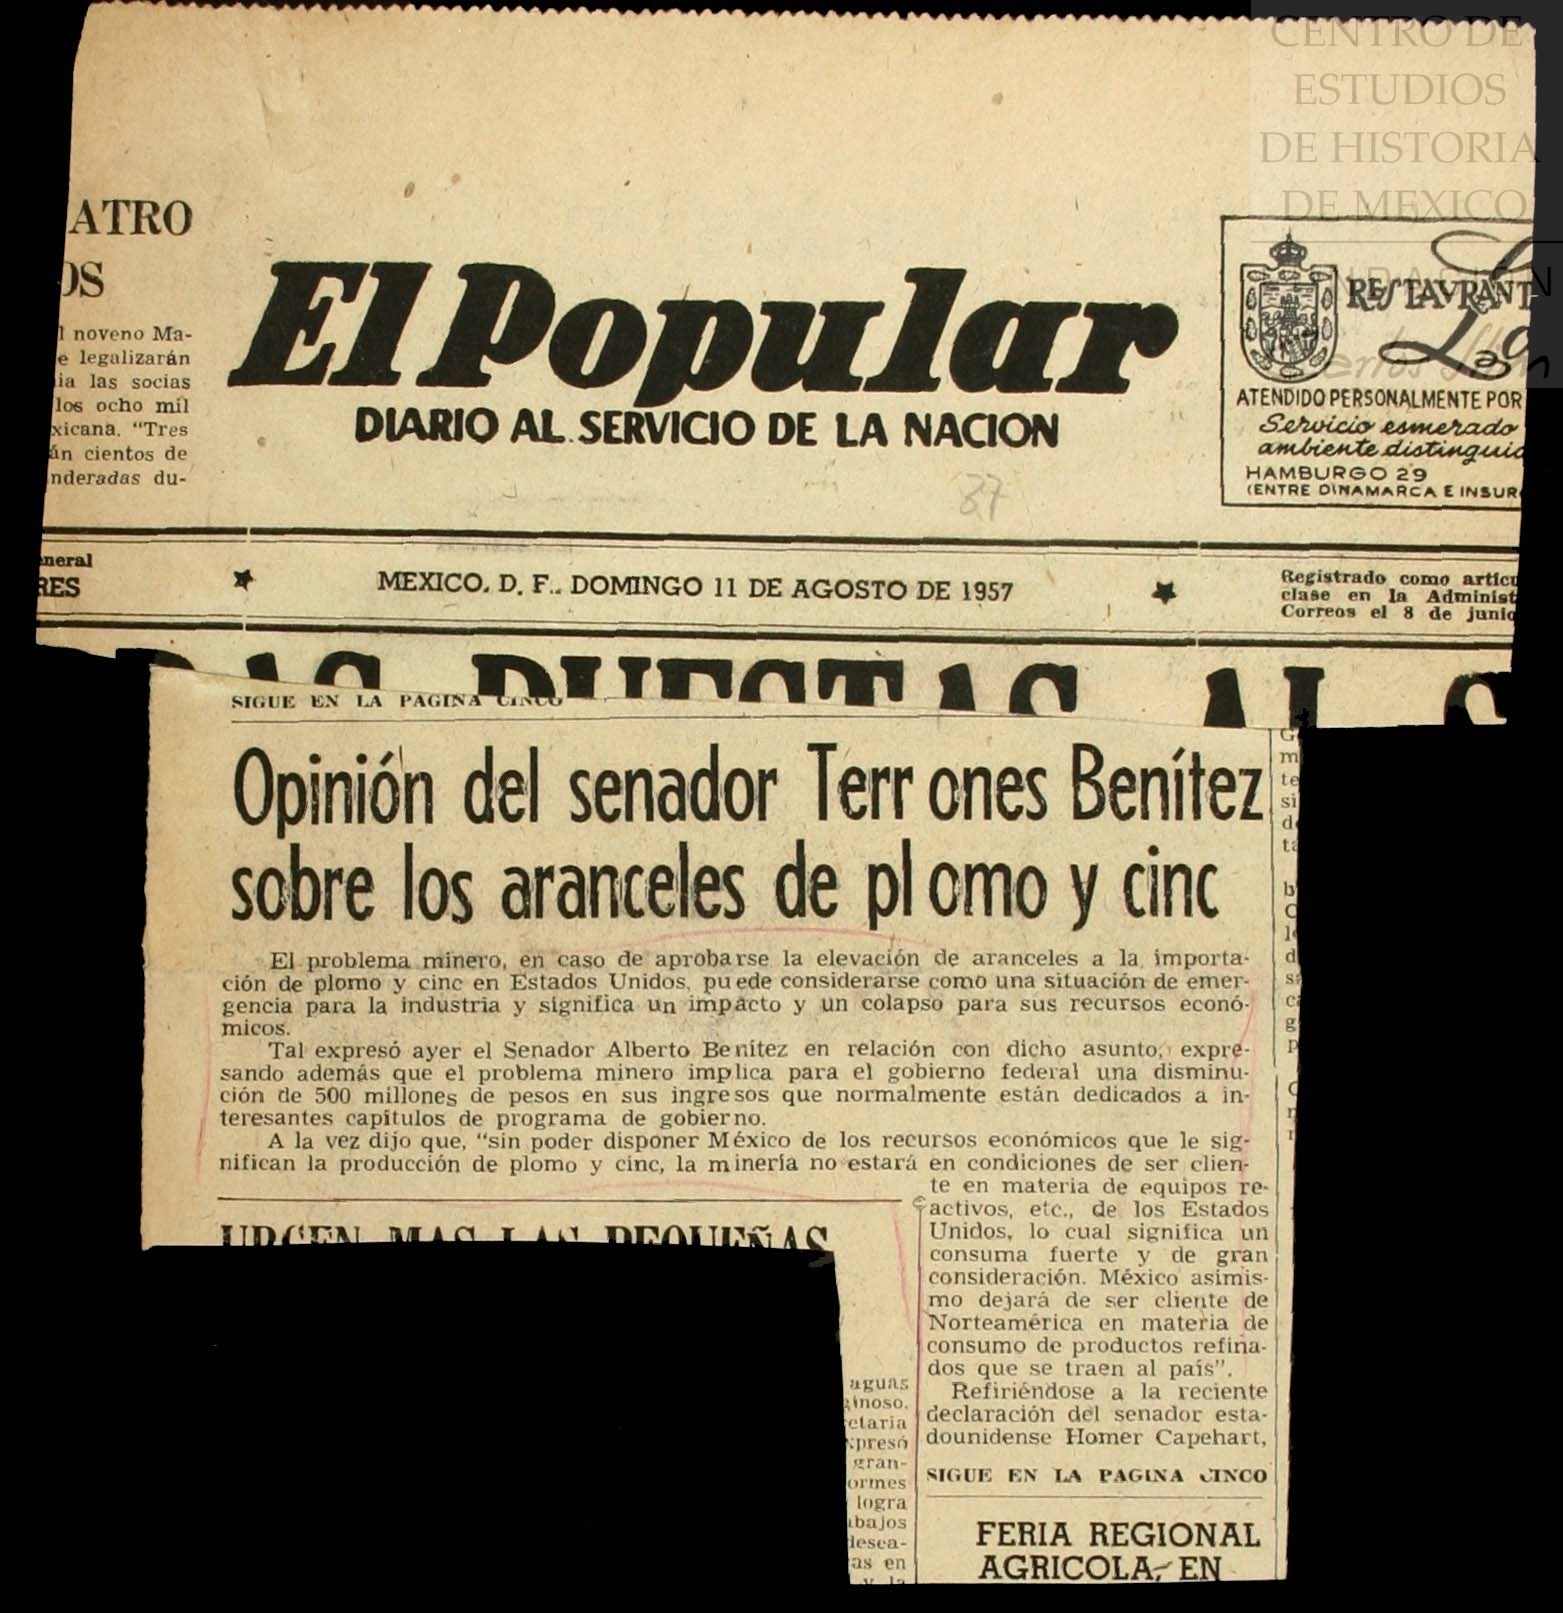 CENTRO DE
ESTUDIOS
DE HISTORIA
DE MEXICO
ATRO
OS
l noveno Ma-
e legalizarán
ia las socias
los ocho mil
xicana. "Tres
án cientos de
nderadas du-
El Popular
DIARIO AL SERVICIO DE LA NACION
37
RESTAURANT
ATENDIDO PERSONALMENTE POR
Servicio esmerado
ambiente distinguid
HAMBURGO 29
(ENTRE DINAMARCA E INSUR
neral
RES
MEXICO, D. F., DOMINGO 11 DE AGOSTO DE 1957
Registrado como artícu
clase en la Administ
Correos el 8 de junio
DAS PUESTAS AL
SIGUE EN LA PAGINA CINCO
Opinión del senador Terrones Benítez
sobre los aranceles de plomo y cinc
El problema minero, en caso de aprobarse la elevación de aranceles a la importa-
ción de plomo y cinc en Estados Unidos, puede considerarse como una situación de emer-
gencia para la industria y significa un impacto y un colapso para sus recursos econó-
micos.
Tal expresó ayer el Senador Alberto Benítez en relación con dicho asunto, expre-
sando además que el problema minero implica para el gobierno federal una disminu-
ción de 500 millones de pesos en sus ingresos que normalmente están dedicados a in-
teresantes capítulos de programa de gobierno.
A la vez dijo que, "sin poder disponer México de los recursos económicos que le sig-
nifican la producción de plomo y cinc, la minería no estará en condiciones de ser clien-
te en materia de equipos re-
activos, etc., de los Estados
Unidos, lo cual significa un
consuma fuerte y de gran
consideración. México asimis-
mo dejará de ser cliente de
Norteamérica en materia de
consumo de productos refina-
dos que se traen al país".
Refiriéndose a la reciente
declaración del senador esta-
dounidense Homer Capehart,
SIGUE EN LA PAGINA CINCO
URGEN MAS LAS PEQUEÑAS
aguas
ginoso,
etaria
xpresó
gran-
ormes
logra
abajos
desea-
as en
y la
FERIA REGIONAL
AGRICOLA, EN